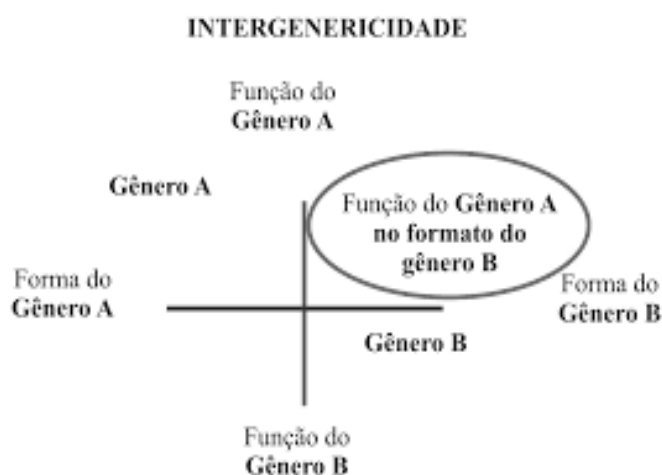 INTERGENERICIDADE
Função do
Gênero A
Gênero A
Função do Gênero A
no formato do
gênero B
Forma do
Gênero A
Forma do
Gênero B
Gênero B
Função do
Gênero B